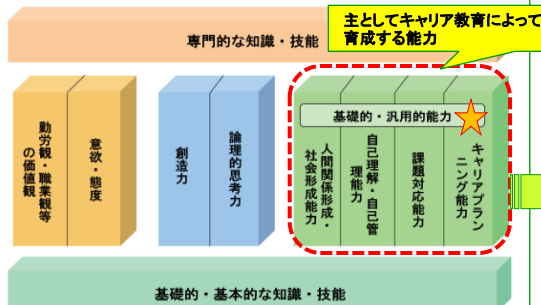 主としてキャリア教育によって
育成する能力
専門的な知識・技能
勤労観・職業観等
の価値観
意欲・態度
創造力
論理的思考力
基礎的・汎用的能力
人間関係形成・
社会形成能力
自己理解・自己管
理能力
課題対応能力
キャリアプラン
ニング能力
基礎的・基本的な知識・技能